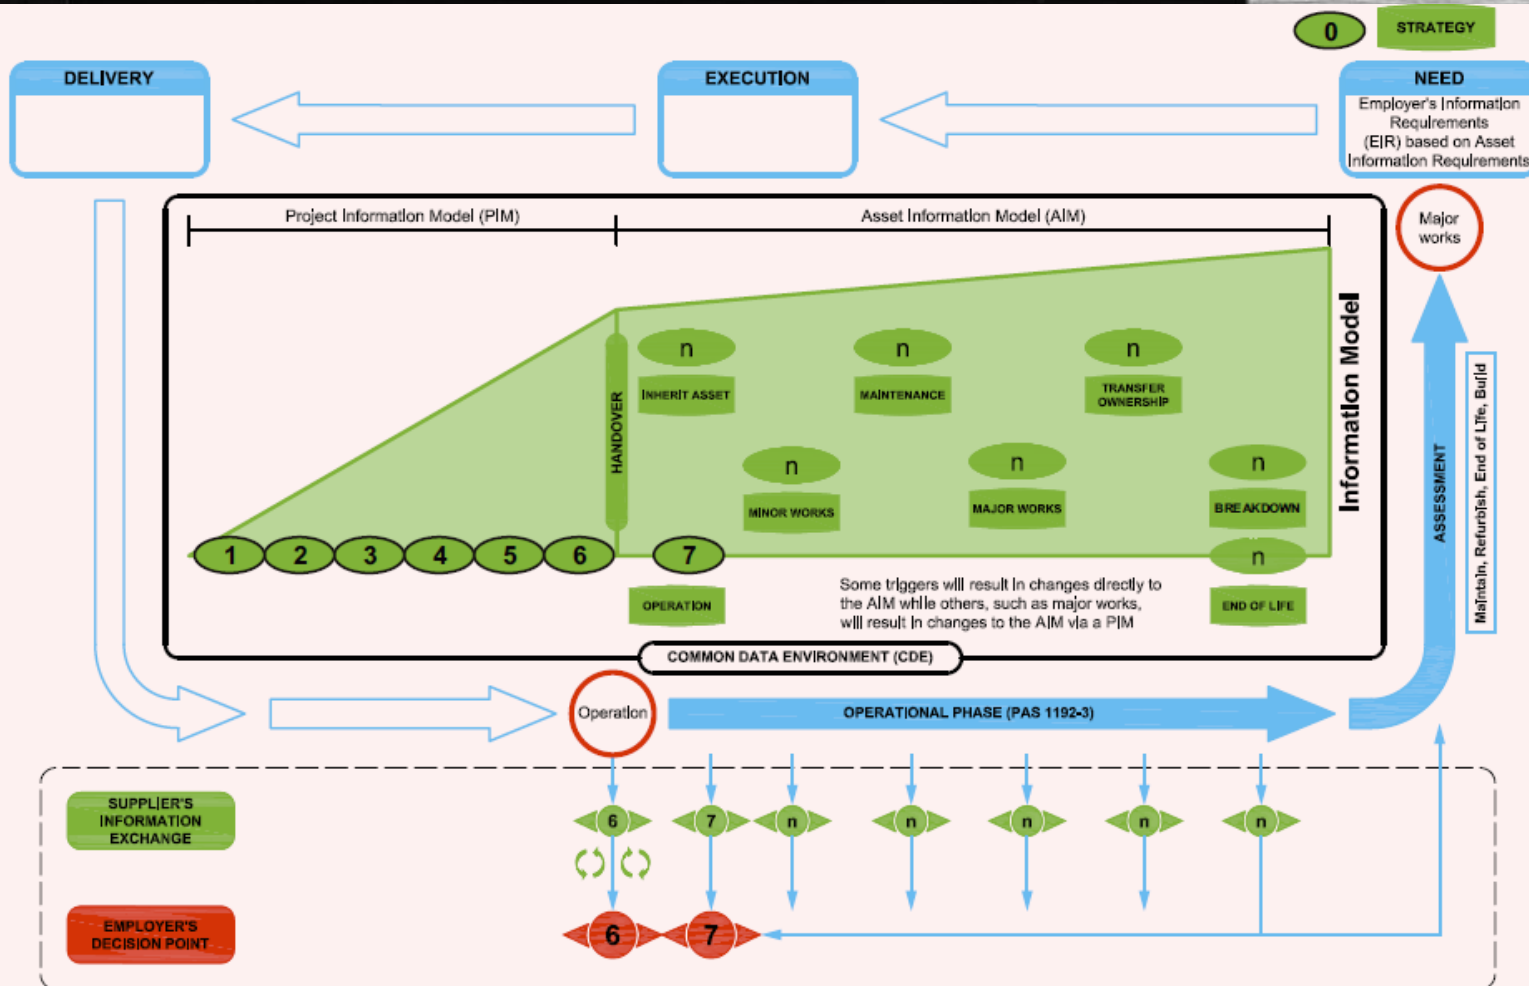 0
STRATEGY
DELIVERY
EXECUTION
NEED
Employer's Information
Requirements
(EIR) based on Asset
Information Requirements
Project Information Model (PIM)
Asset Information Model (AIM)
Major
works
n
n
n
INHERIT ASSET
MAINTENANCE
TRANSFER
OWNERSHIP
HANDOVER
n
n
n
MINOR WORKS
MAJOR WORKS
BREAKDOWN
Information Model
ASSESSMENT
Maintain, Refurbish, End of Life, Build
1
2
3
4
5
6
7
n
OPERATION
Some triggers will result in changes directly to
the AIM while others, such as major works,
will result in changes to the AIM via a PIM
END OF LIFE
COMMON DATA ENVIRONMENT (CDE)
Operation
OPERATIONAL PHASE (PAS 1192-3)
SUPPLIER'S
INFORMATION
EXCHANGE
6
7
n
n
n
n
n
EMPLOYER'S
DECISION POINT
6
7